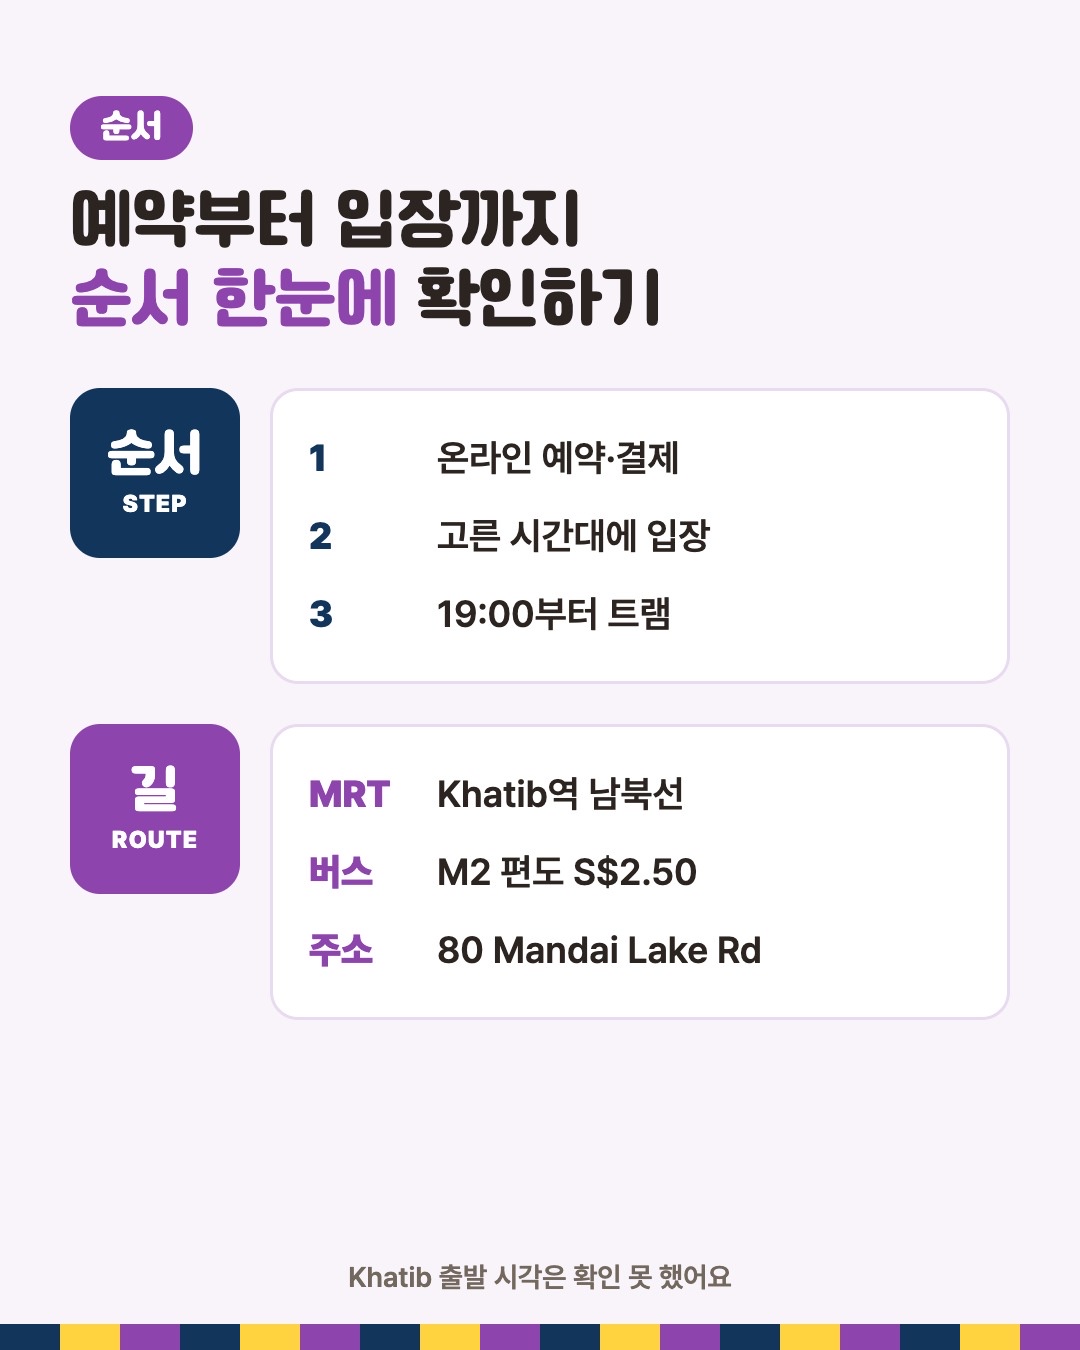 순서
예약부터 입장까지
순서 한눈에 확인하기
순서
STEP
1 온라인 예약·결제
2 고른 시간대에 입장
3 19:00부터 트램
길
ROUTE
MRT Khatib역 남북선
버스 M2 편도 S$2.50
주소 80 Mandai Lake Rd
Khatib 출발 시각은 확인 못 했어요